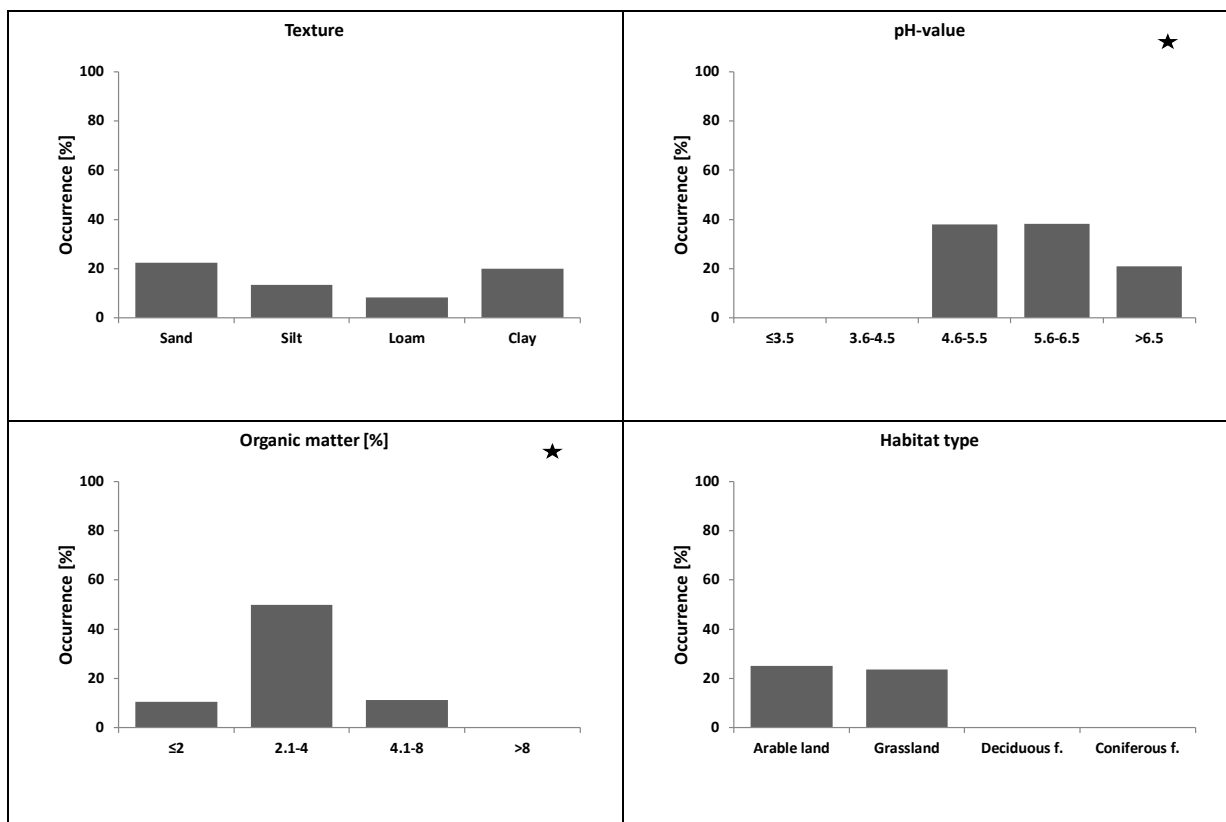 Texture
Occurrence [%]
100
80
60
40
20
0
Sand Silt Loam Clay
pH-value
Occurrence [%]
100
80
60
40
20
0
≤3.5 3.6-4.5 4.6-5.5 5.6-6.5 >6.5
Organic matter [%]
Occurrence [%]
100
80
60
40
20
0
≤2 2.1-4 4.1-8 >8
Habitat type
Occurrence [%]
100
80
60
40
20
0
Arable land Grassland Deciduous f. Coniferous f.